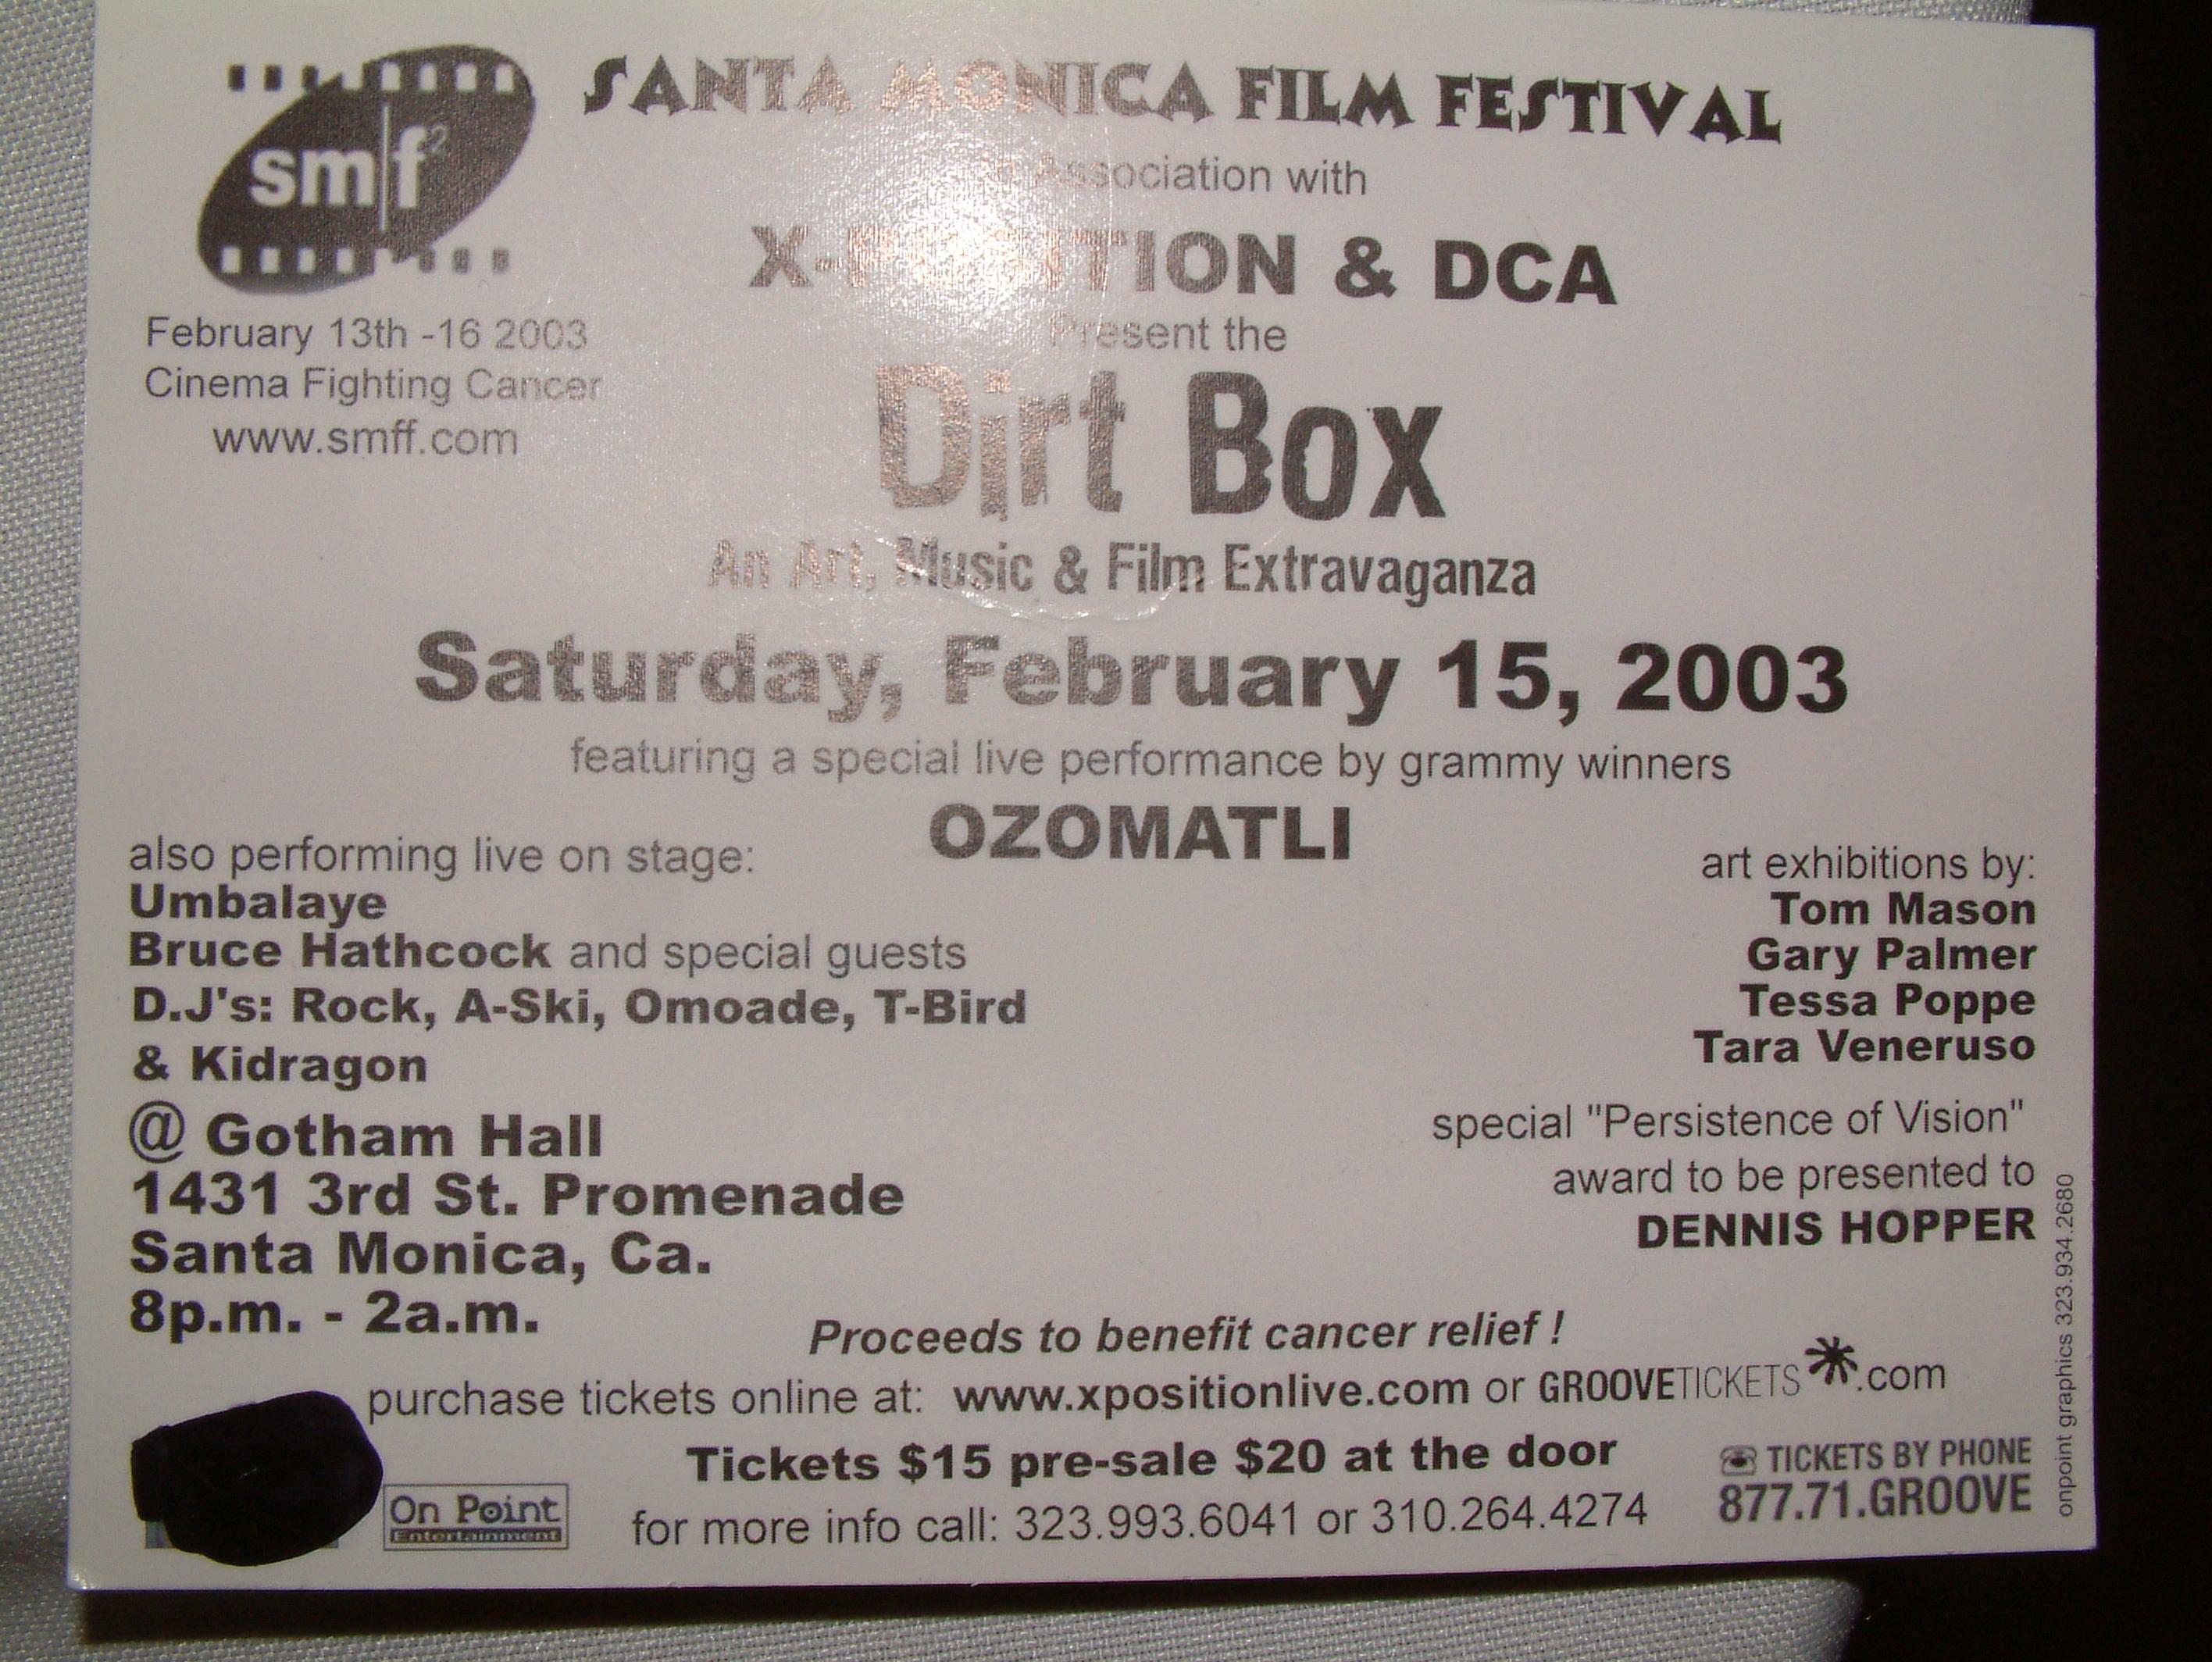 SANTA MONICA FILM FESTIVAL
smf2
in Association with
X-POSITION & DCA
Present the
Dirt Box
An Art, Music & Film Extravaganza
February 13th -16 2003
Cinema Fighting Cancer
www.smff.com
Saturday, February 15, 2003
featuring a special live performance by grammy winners
OZOMATLI
also performing live on stage:
Umbalaye
Bruce Hathcock and special guests
D.J's: Rock, A-Ski, Omoade, T-Bird
& Kidragon
@ Gotham Hall
1431 3rd St. Promenade
Santa Monica, Ca.
8p.m. - 2a.m.
art exhibitions by:
Tom Mason
Gary Palmer
Tessa Poppe
Tara Veneruso
special "Persistence of Vision"
award to be presented to
DENNIS HOPPER
Proceeds to benefit cancer relief !
purchase tickets online at: www.xpositionlive.com or GROOVETICKETS.com
Tickets $15 pre-sale $20 at the door
for more info call: 323.993.6041 or 310.264.4274
TICKETS BY PHONE
877.71.GROOVE
On Point
Entertainment
onpoint graphics 323.934.2680